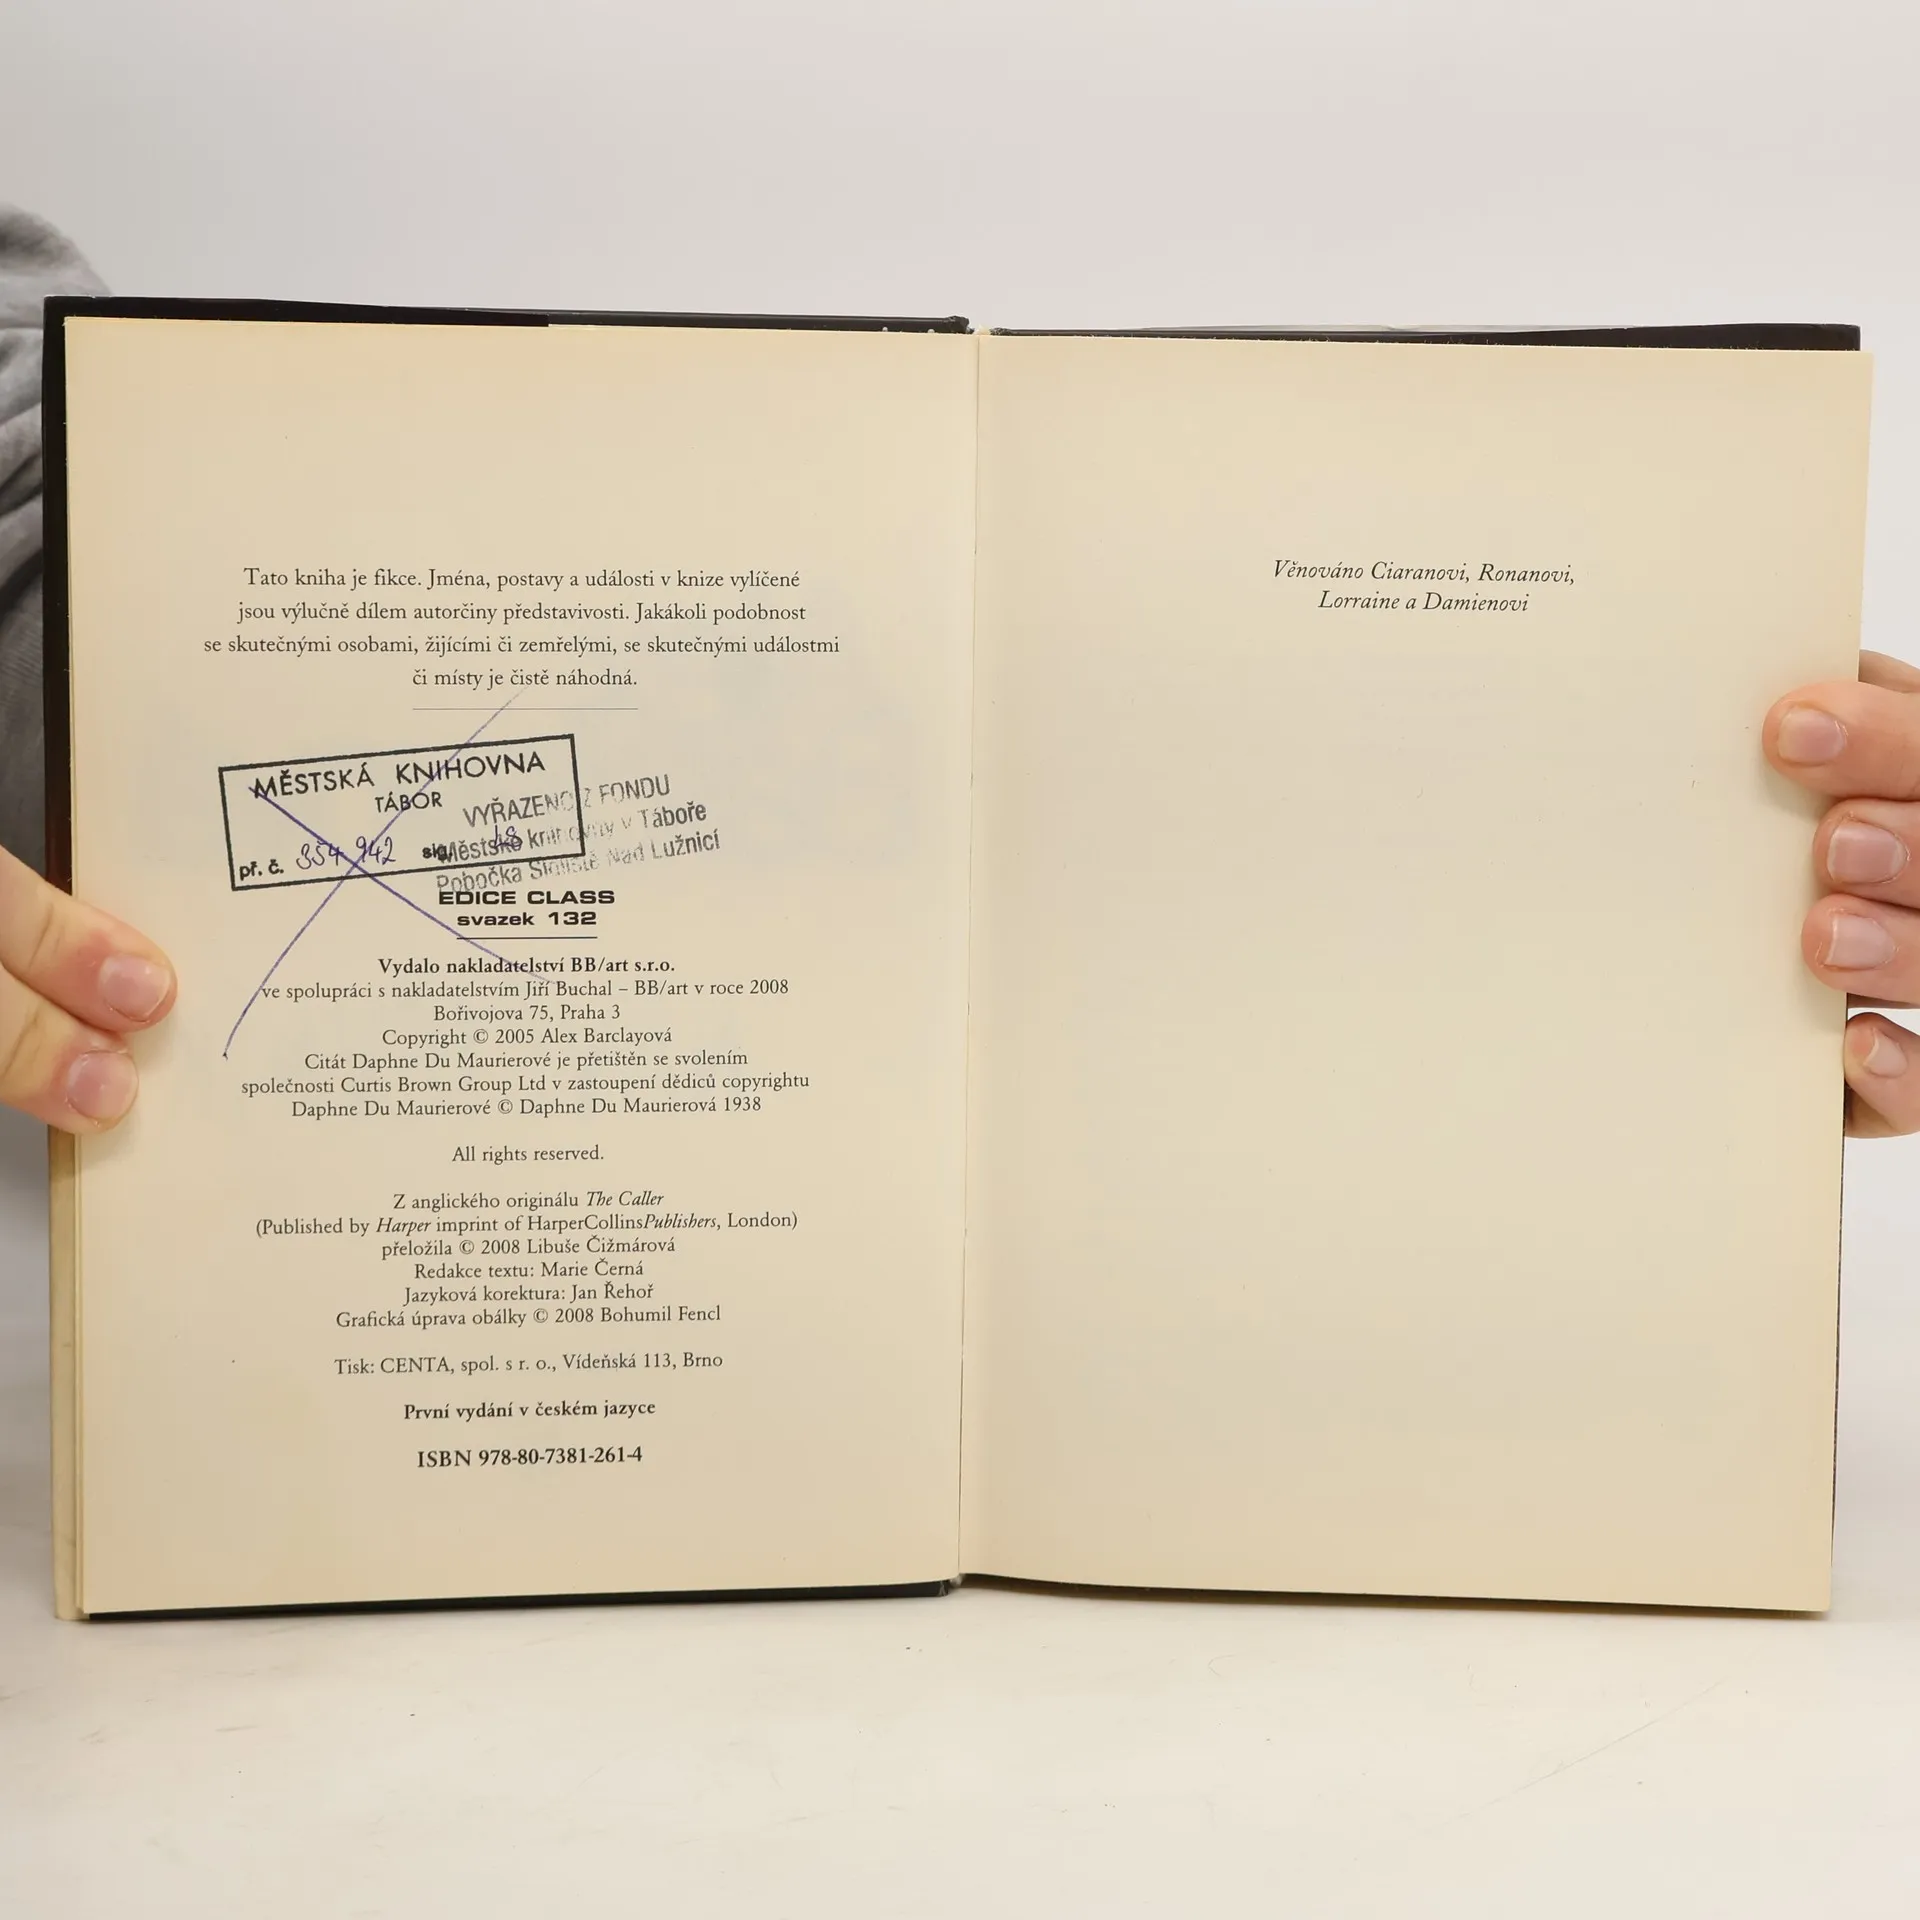 Tato kniha je fikce. Jména, postavy a události v knize vylíčené
jsou výlučně dílem autorčiny představivosti. Jakákoli podobnost
se skutečnými osobami, žijícími či zemřelými, se skutečnými událostmi
či místy je čistě náhodná.
MĚSTSKÁ KNIHOVNA
TÁBOR
př. č. 354 942 sig. 48
VYŘAZENO Z FONDU
Městské knihovny v Táboře
Pobočka Sídliště Nad Lužnicí
EDICE CLASS
svazek 132
Vydalo nakladatelství BB/art s.r.o.
ve spolupráci s nakladatelstvím Jiří Buchal – BB/art v roce 2008
Bořivojova 75, Praha 3
Copyright © 2005 Alex Barclayová
Citát Daphne Du Maurierové je přetištěn se svolením
společnosti Curtis Brown Group Ltd v zastoupení dědiců copyrightu
Daphne Du Maurierové © Daphne Du Maurierová 1938
All rights reserved.
Z anglického originálu The Caller
(Published by Harper imprint of HarperCollinsPublishers, London)
přeložila © 2008 Libuše Čižmárová
Redakce textu: Marie Černá
Jazyková korektura: Jan Řehoř
Grafická úprava obálky © 2008 Bohumil Fencl
Tisk: CENTA, spol. s r. o., Vídeňská 113, Brno
První vydání v českém jazyce
ISBN 978-80-7381-261-4
Věnováno Ciaranovi, Ronanovi,
Lorraine a Damienovi